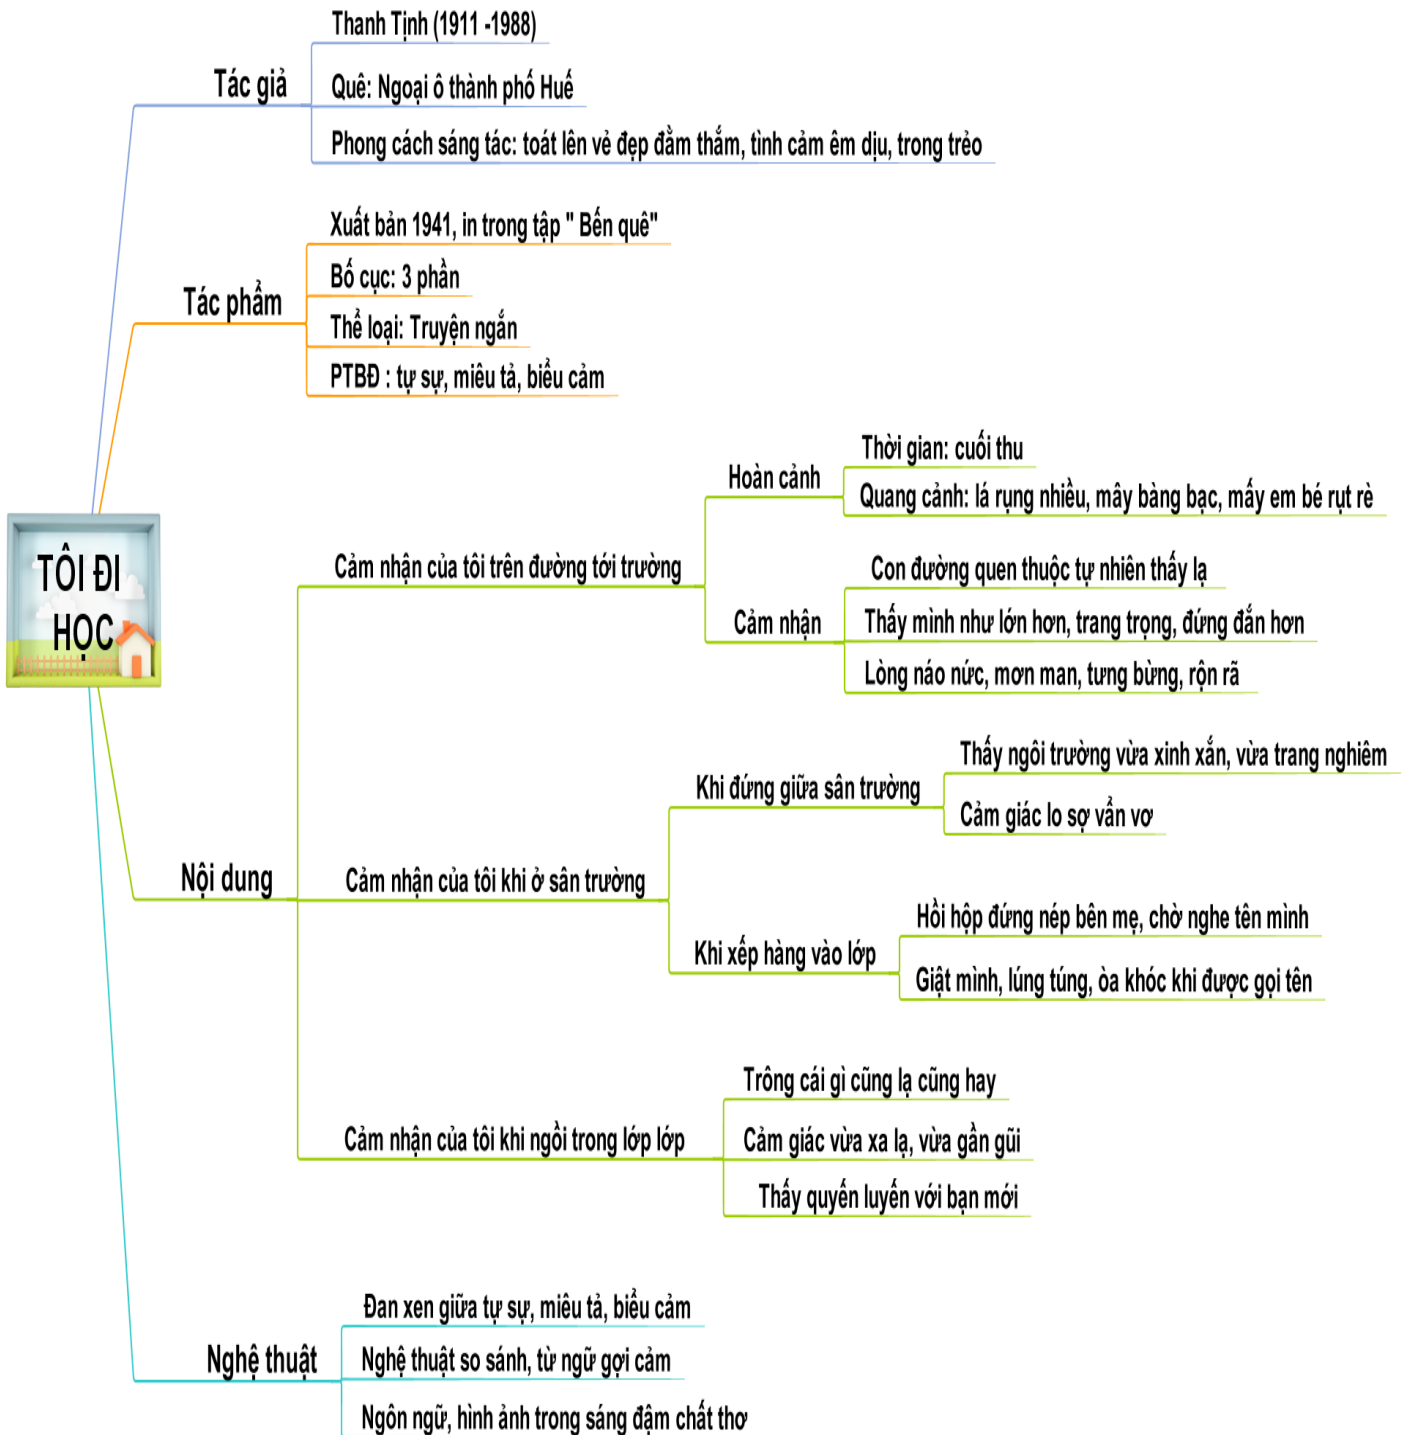 TÔI ĐI
HỌC
Tác giả
Thanh Tịnh (1911 -1988)
Quê: Ngoại ô thành phố Huế
Phong cách sáng tác: toát lên vẻ đẹp đằm thắm, tình cảm êm dịu, trong trẻo
Tác phẩm
Xuất bản 1941, in trong tập " Bến quê"
Bố cục: 3 phần
Thể loại: Truyện ngắn
PTBĐ : tự sự, miêu tả, biểu cảm
Nội dung
Cảm nhận của tôi trên đường tới trường
Hoàn cảnh
Thời gian: cuối thu
Quang cảnh: lá rụng nhiều, mây bàng bạc, mấy em bé rụt rè
Cảm nhận
Con đường quen thuộc tự nhiên thấy lạ
Thấy mình như lớn hơn, trang trọng, đứng đắn hơn
Lòng náo nức, mơn man, tưng bừng, rộn rã
Cảm nhận của tôi khi ở sân trường
Khi đứng giữa sân trường
Thấy ngôi trường vừa xinh xắn, vừa trang nghiêm
Cảm giác lo sợ vẩn vơ
Khi xếp hàng vào lớp
Hồi hộp đứng nép bên mẹ, chờ nghe tên mình
Giật mình, lúng túng, òa khóc khi được gọi tên
Cảm nhận của tôi khi ngồi trong lớp lớp
Trông cái gì cũng lạ cũng hay
Cảm giác vừa xa lạ, vừa gần gũi
Thấy quyến luyến với bạn mới
Nghệ thuật
Đan xen giữa tự sự, miêu tả, biểu cảm
Nghệ thuật so sánh, từ ngữ gợi cảm
Ngôn ngữ, hình ảnh trong sáng đậm chất thơ